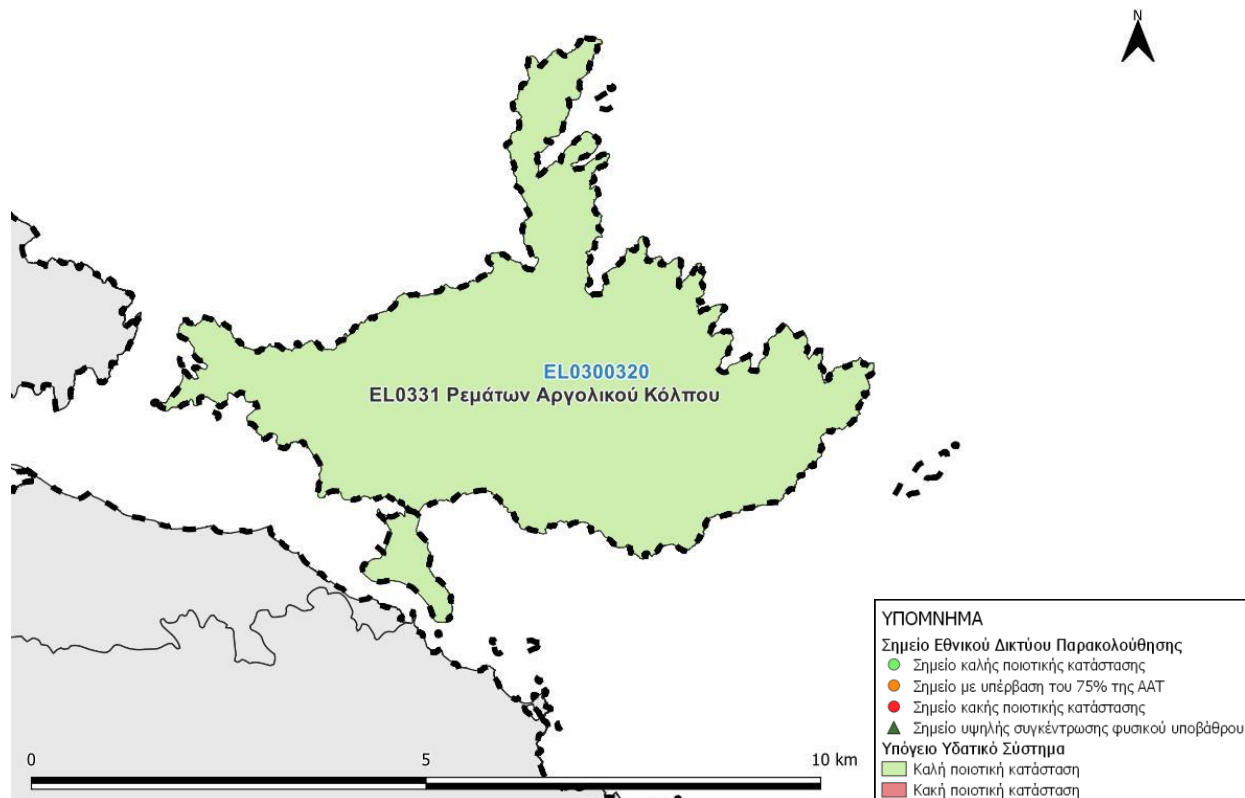 N
EL0300320
EL0331 Ρεμάτων Αργολικού Κόλπου
ΥΠΟΜΝΗΜΑ
Σημείο Εθνικού Δικτύου Παρακολούθησης
Σημείο καλής ποιοτικής κατάστασης
Σημείο με υπέρβαση του 75% της ΑΑΤ
Σημείο κακής ποιοτικής κατάστασης
Σημείο υψηλής συγκέντρωσης φυσικού υποβάθρου
Υπόγειο Υδατικό Σύστημα
Καλή ποιοτική κατάσταση
Κακή ποιοτική κατάσταση
0 5 10 km